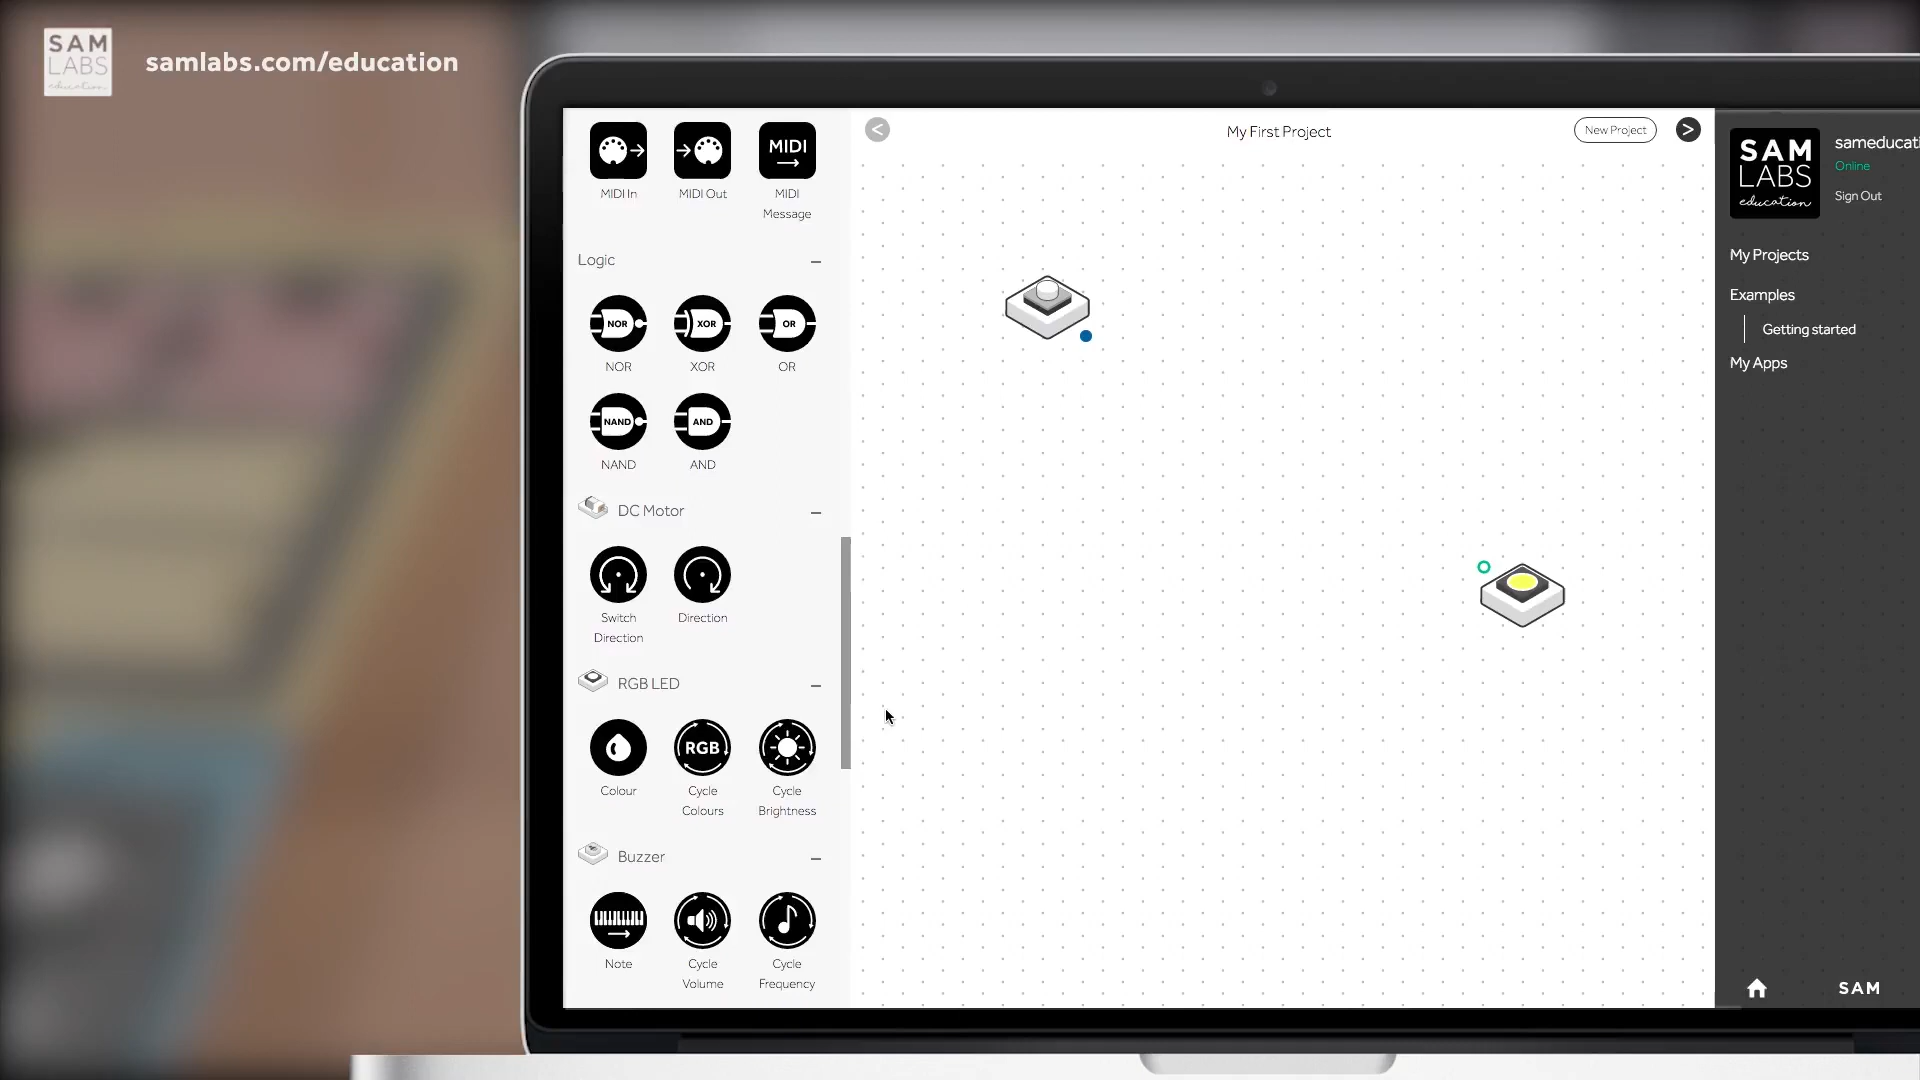 SAM
LABS
education
samlabs.com/education
MIDI
MIDI In
MIDI Out
MIDI
Message
My First Project
New Project
SAM
LABS
education
Online
Sign Out
Logic
NOR
XOR
OR
NOR
XOR
OR
NAND
AND
NAND
AND
My Projects
Examples
Getting started
My Apps
DC Motor
Switch
Direction
Direction
RGB LED
RGB
Colour
Cycle
Colours
Cycle
Brightness
Buzzer
Note
Cycle
Volume
Cycle
Frequency
SAM